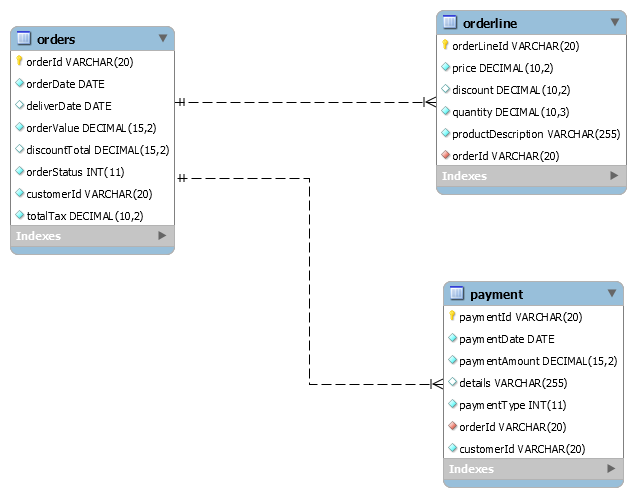 orders
orderId VARCHAR(20)
orderDate DATE
deliverDate DATE
orderValue DECIMAL(15,2)
discountTotal DECIMAL(15,2)
orderStatus INT(11)
customerId VARCHAR(20)
totalTax DECIMAL(10,2)
Indexes
orderline
orderLineId VARCHAR(20)
price DECIMAL(10,2)
discount DECIMAL(10,2)
quantity DECIMAL(10,3)
productDescription VARCHAR(255)
orderId VARCHAR(20)
Indexes
payment
paymentId VARCHAR(20)
paymentDate DATE
paymentAmount DECIMAL(15,2)
details VARCHAR(255)
paymentType INT(11)
orderId VARCHAR(20)
customerId VARCHAR(20)
Indexes